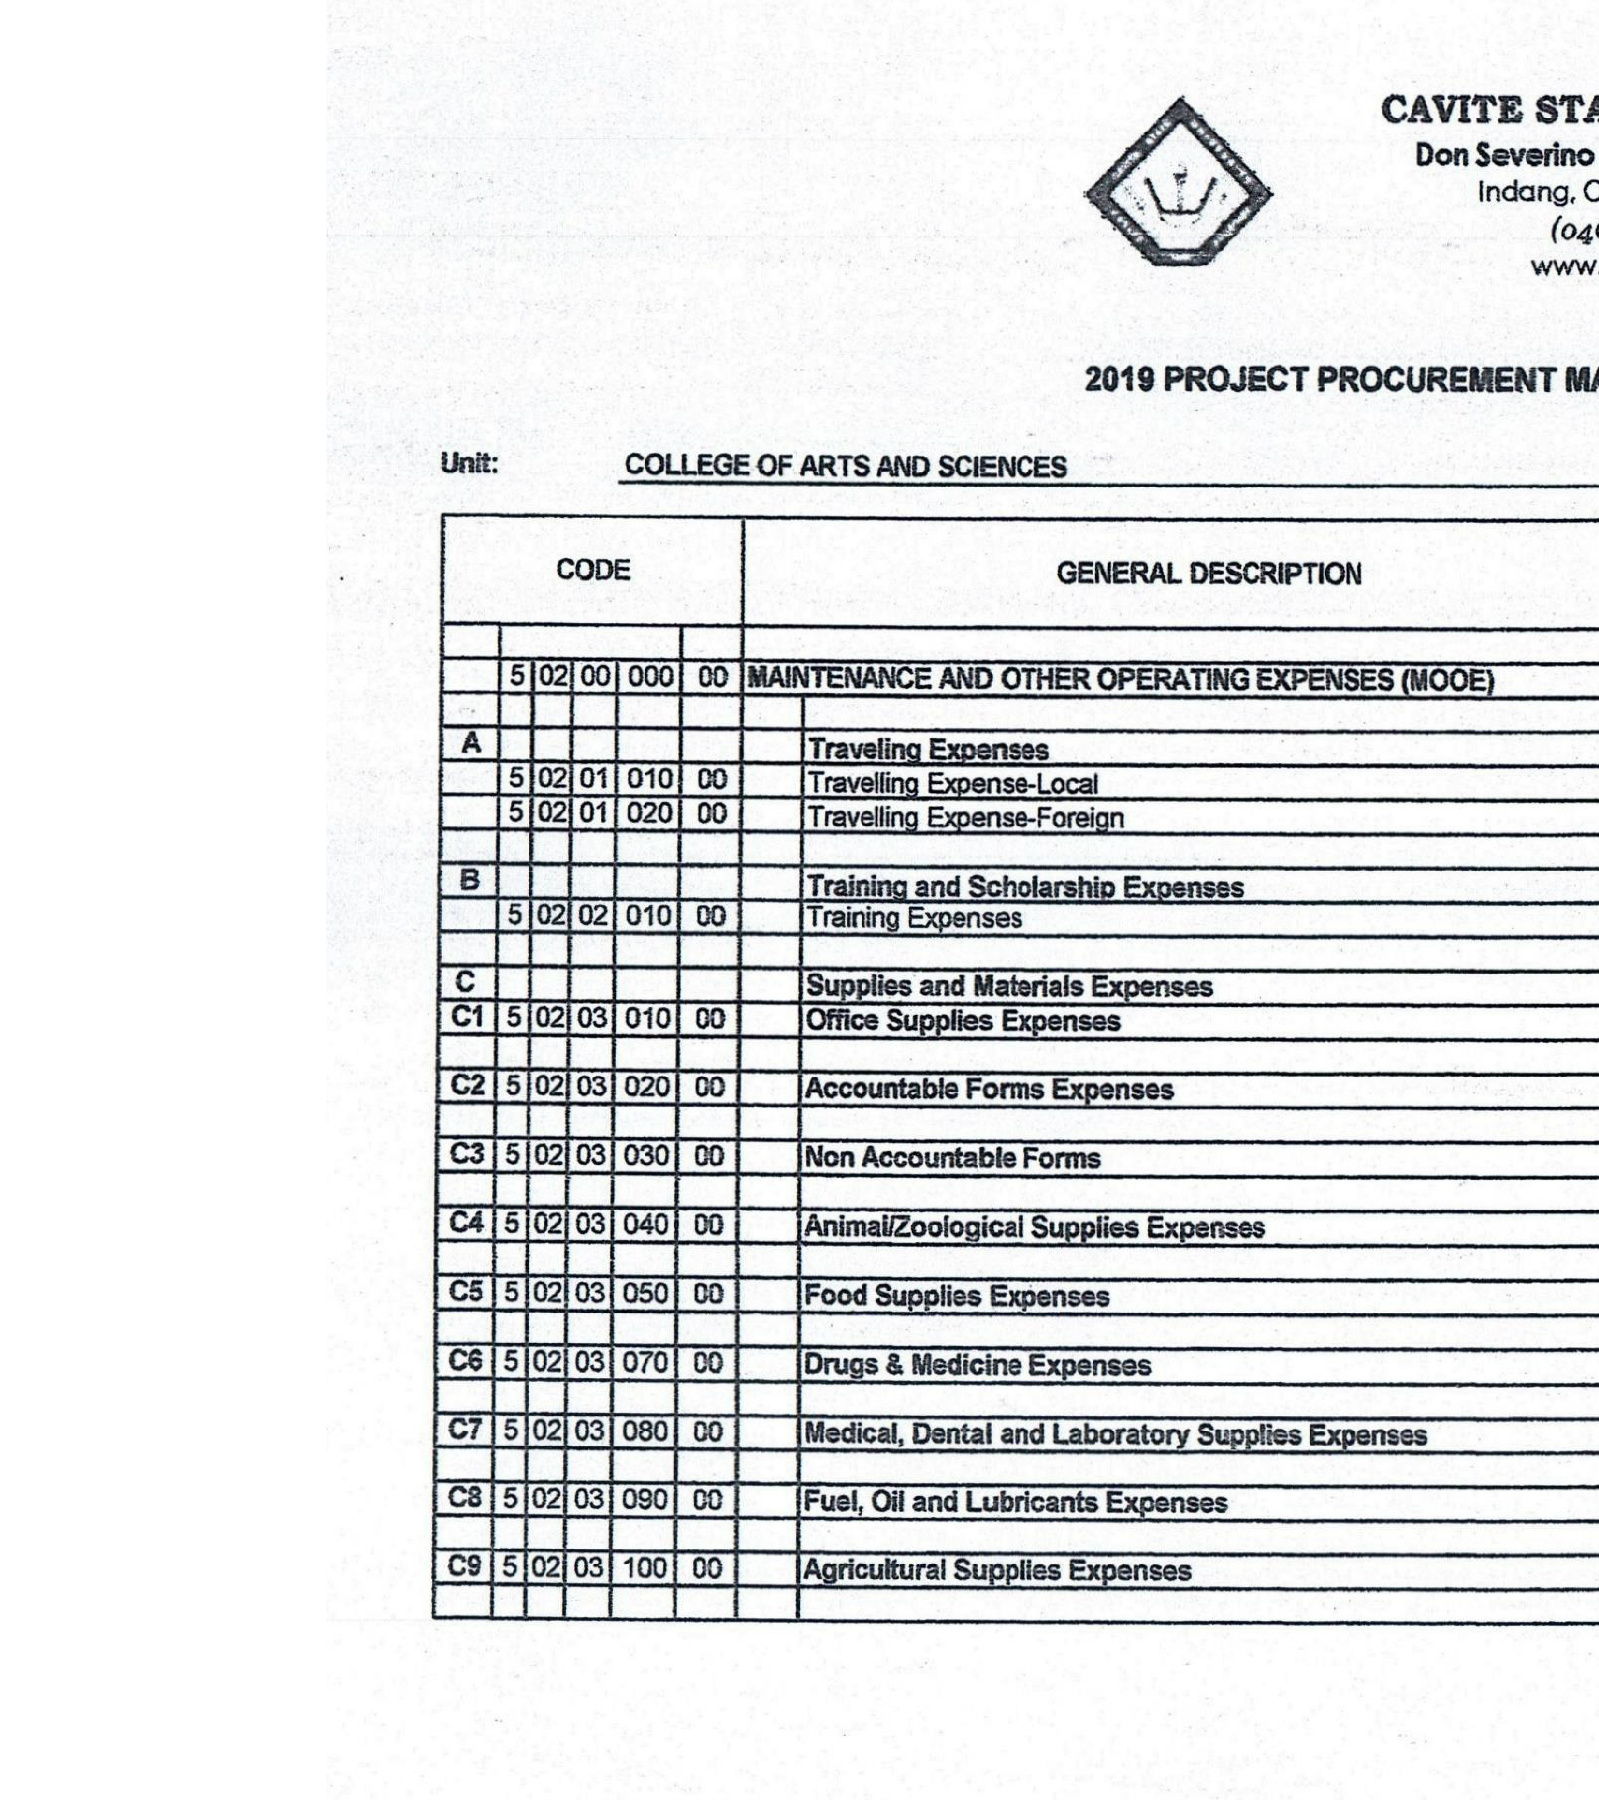 CAVITE STA
Don Severino
Indang, C
(046
www.
2019 PROJECT PROCUREMENT MA
Unit: COLLEGE OF ARTS AND SCIENCES
CODE GENERAL DESCRIPTION
5 02 00 000 00 MAINTENANCE AND OTHER OPERATING EXPENSES (MOOE)
A Traveling Expenses
5 02 01 010 00 Travelling Expense-Local
5 02 01 020 00 Travelling Expense-Foreign
B Training and Scholarship Expenses
5 02 02 010 00 Training Expenses
C Supplies and Materials Expenses
C1 5 02 03 010 00 Office Supplies Expenses
C2 5 02 03 020 00 Accountable Forms Expenses
C3 5 02 03 030 00 Non Accountable Forms
C4 5 02 03 040 00 Animal/Zoological Supplies Expenses
C5 5 02 03 050 00 Food Supplies Expenses
C6 5 02 03 070 00 Drugs & Medicine Expenses
C7 5 02 03 080 00 Medical, Dental and Laboratory Supplies Expenses
C8 5 02 03 090 00 Fuel, Oil and Lubricants Expenses
C9 5 02 03 100 00 Agricultural Supplies Expenses